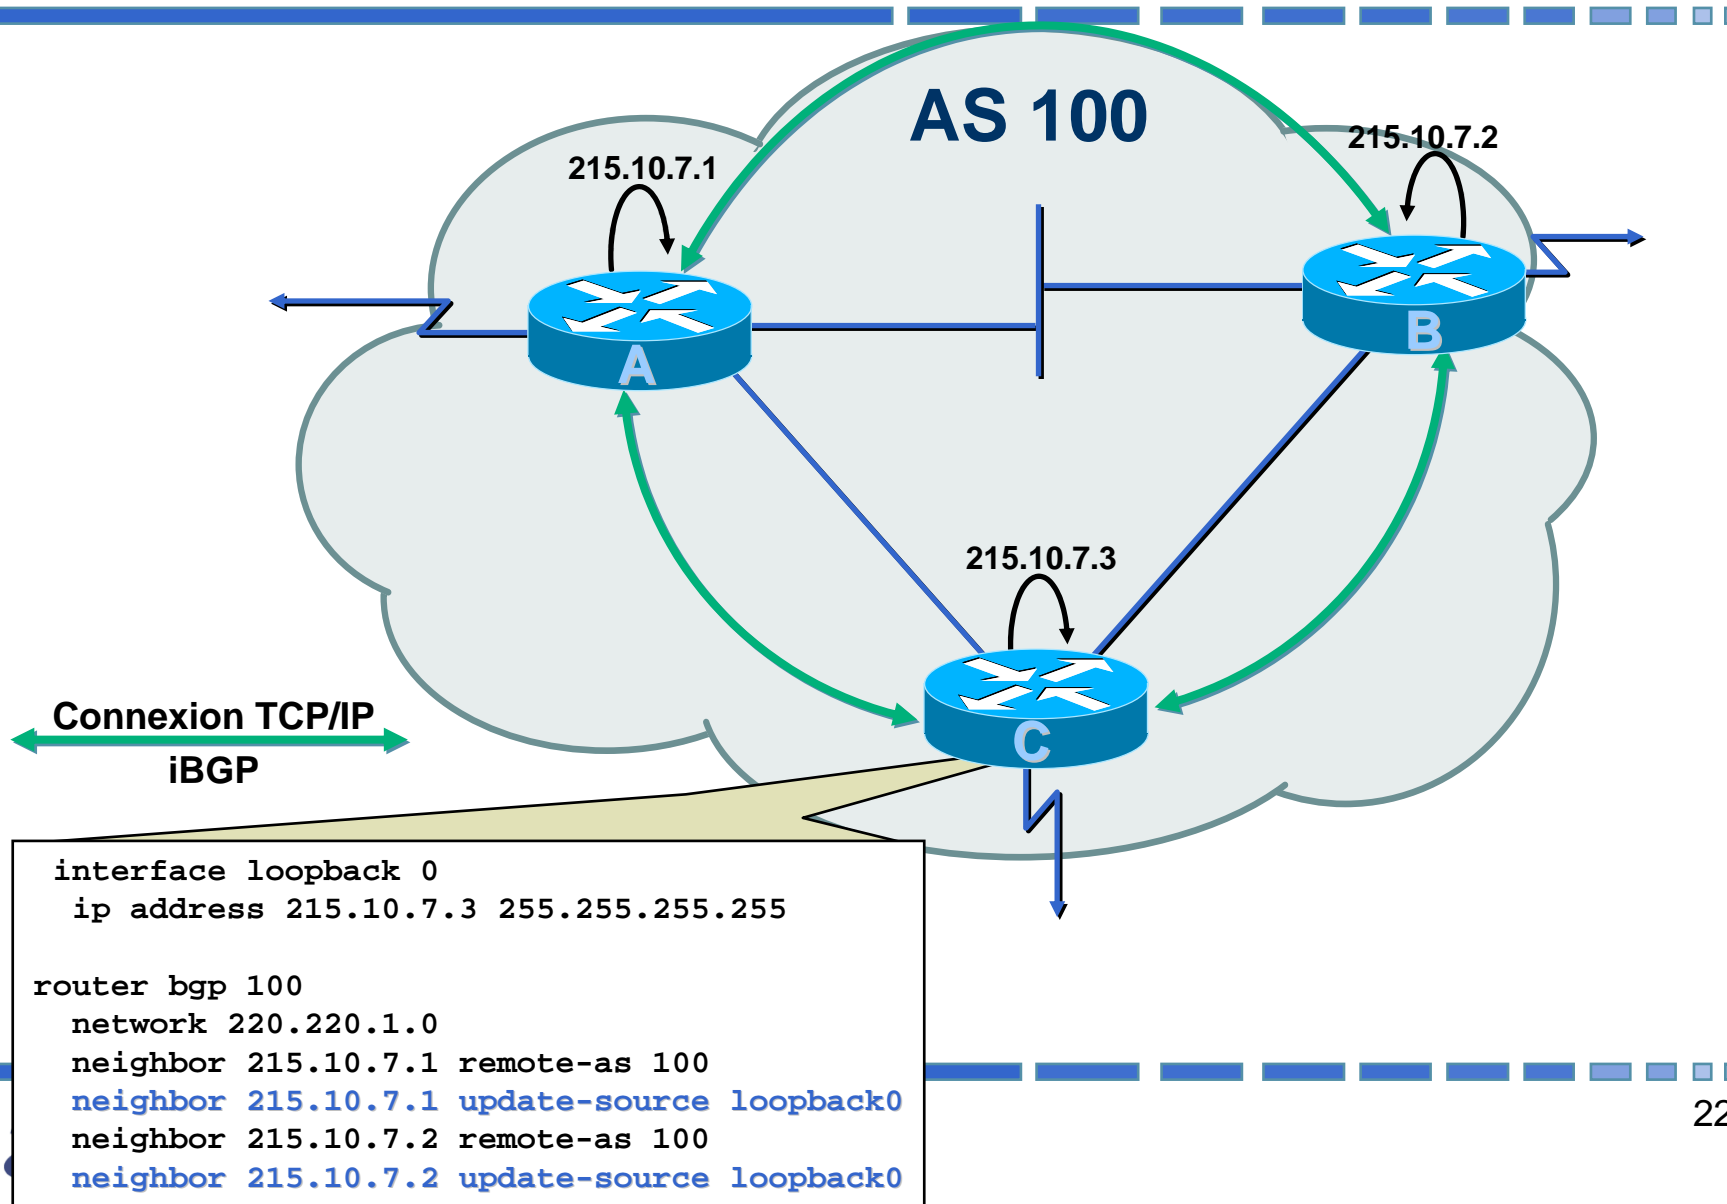 AS 100
215.10.7.2
215.10.7.1
B
A
215.10.7.3
C
Connexion TCP/IP
iBGP
interface loopback 0
ip address 215.10.7.3 255.255.255.255
router bgp 100
network 220.220.1.0
neighbor 215.10.7.1 remote-as 100
neighbor 215.10.7.1 update-source loopback0
neighbor 215.10.7.2 remote-as 100
neighbor 215.10.7.2 update-source loopback0
22